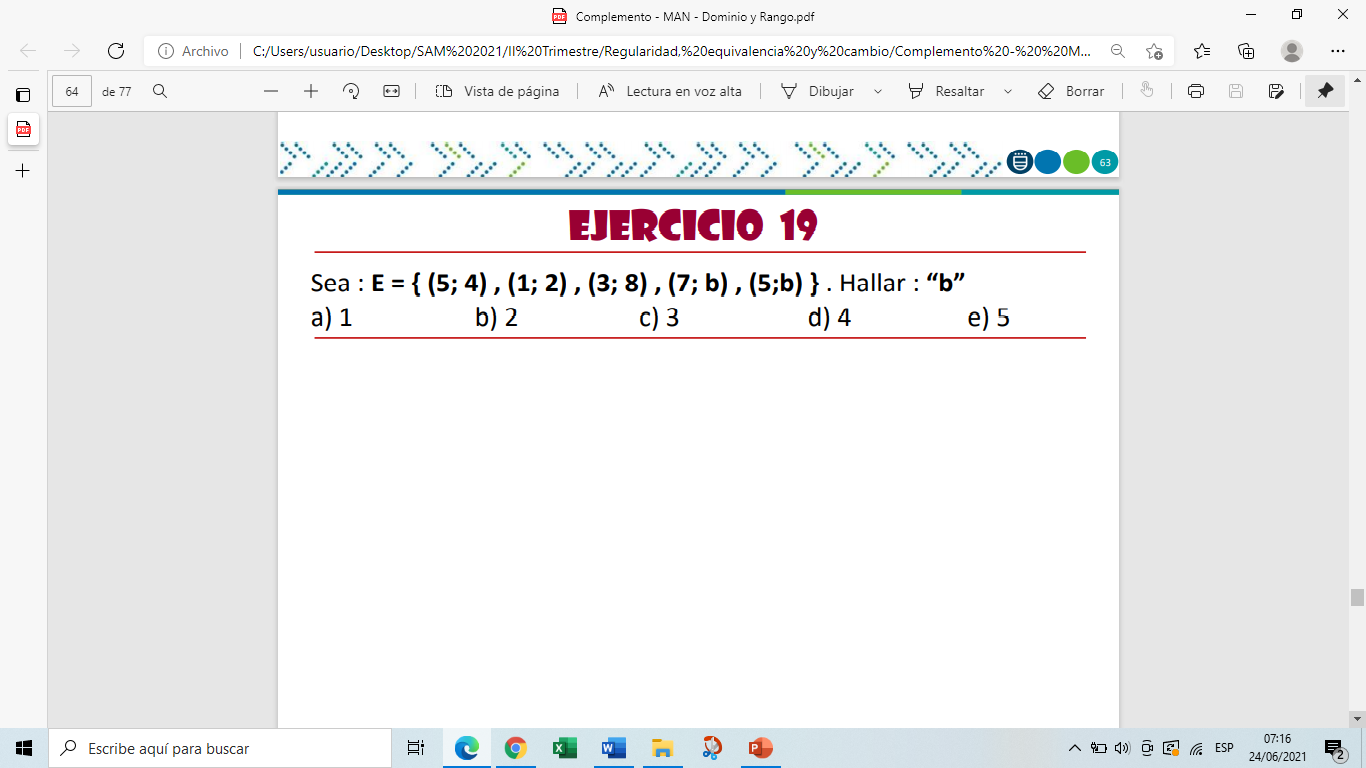 Complemento - MAN - Dominio y Rango.pdf
Archivo C:/Users/usuario/Desktop/SAM%202021/II%20Trimestre/Regularidad,%20equivalencia%20y%20cambio/Complemento%20-%20%20M...
64 de 77 Vista de página Lectura en voz alta Dibujar Resaltar Borrar
63
EJERCICIO 19
Sea : E = { (5; 4) , (1; 2) , (3; 8) , (7; b) , (5;b) } . Hallar : “b”
a) 1 b) 2 c) 3 d) 4 e) 5
Escribe aquí para buscar
ESP
07:16
24/06/2021
2